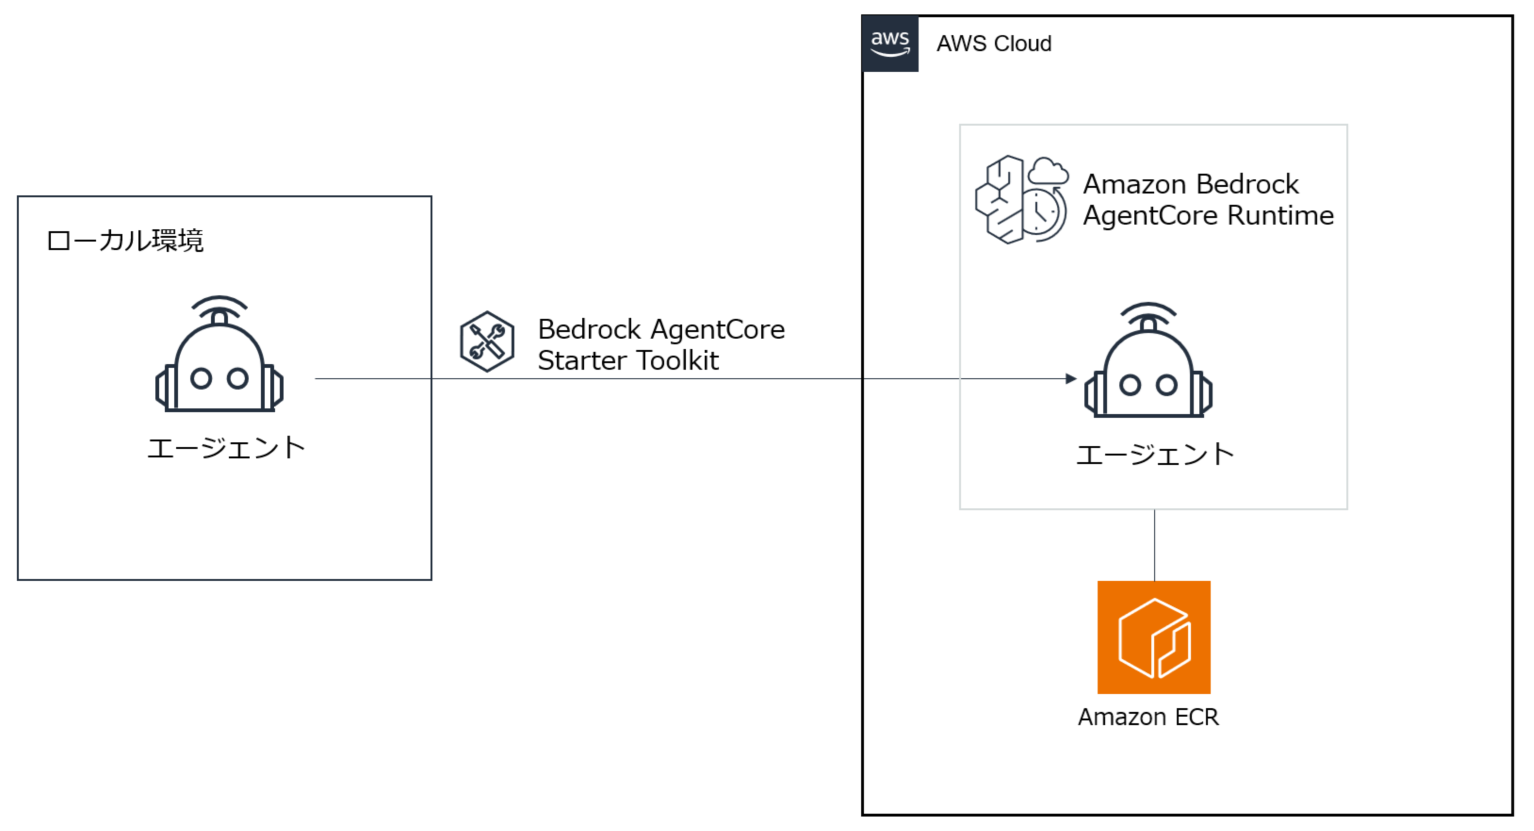 aws
AWS Cloud
Amazon Bedrock
AgentCore Runtime
ローカル環境
Bedrock AgentCore
Starter Toolkit
エージェント
エージェント
Amazon ECR